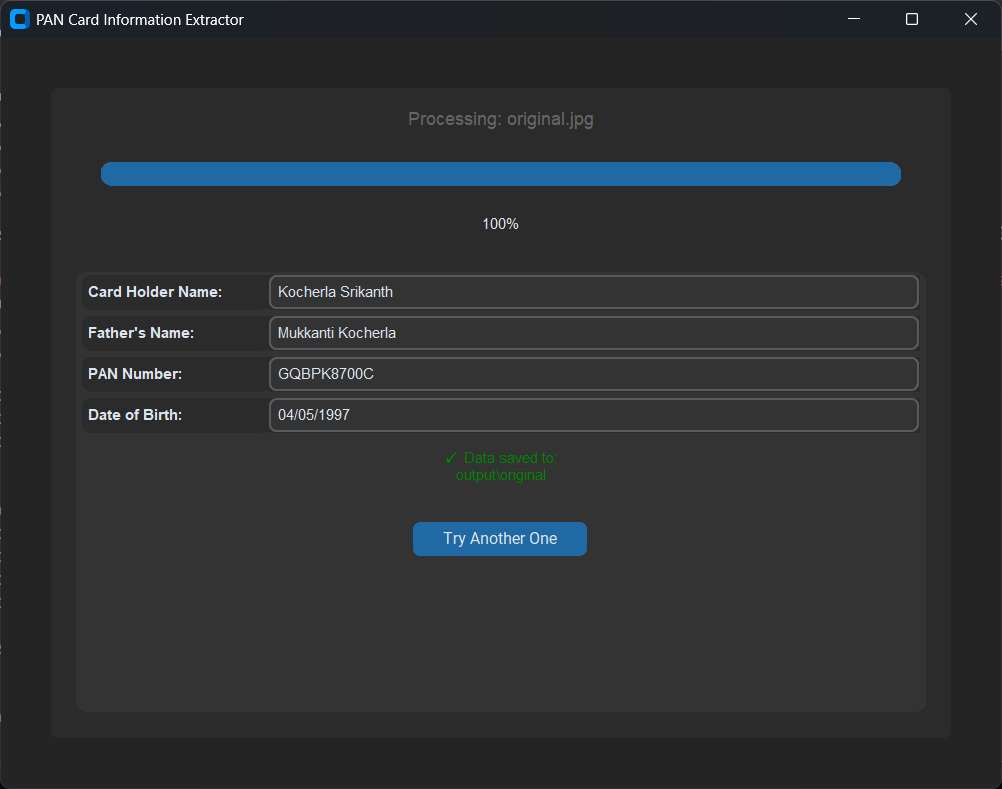 PAN Card Information Extractor
Processing: original.jpg
100%
Card Holder Name: Kocherla Srikanth
Father's Name: Mukkanti Kocherla
PAN Number: GQBPK8700C
Date of Birth: 04/05/1997
✓ Data saved to:
output\original
Try Another One